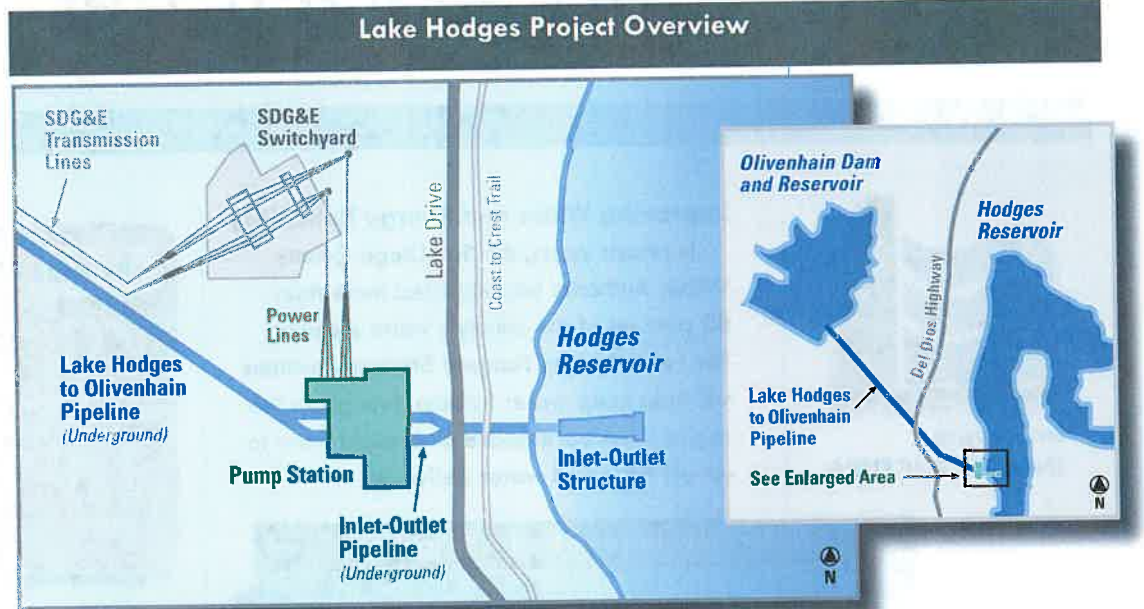 Lake Hodges Project Overview
SDG&E
Transmission
Lines
SDG&E
Switchyard
Power
Lines
Lake Drive
Coast to Crest Trail
Lake Hodges
to Olivenhain
Pipeline
(Underground)
Hodges
Reservoir
Pump Station
Inlet-Outlet
Structure
Inlet-Outlet
Pipeline
(Underground)
N
Olivenhain Dam
and Reservoir
Hodges
Reservoir
Del Dios Highway
Lake Hodges
to Olivenhain
Pipeline
See Enlarged Area
N